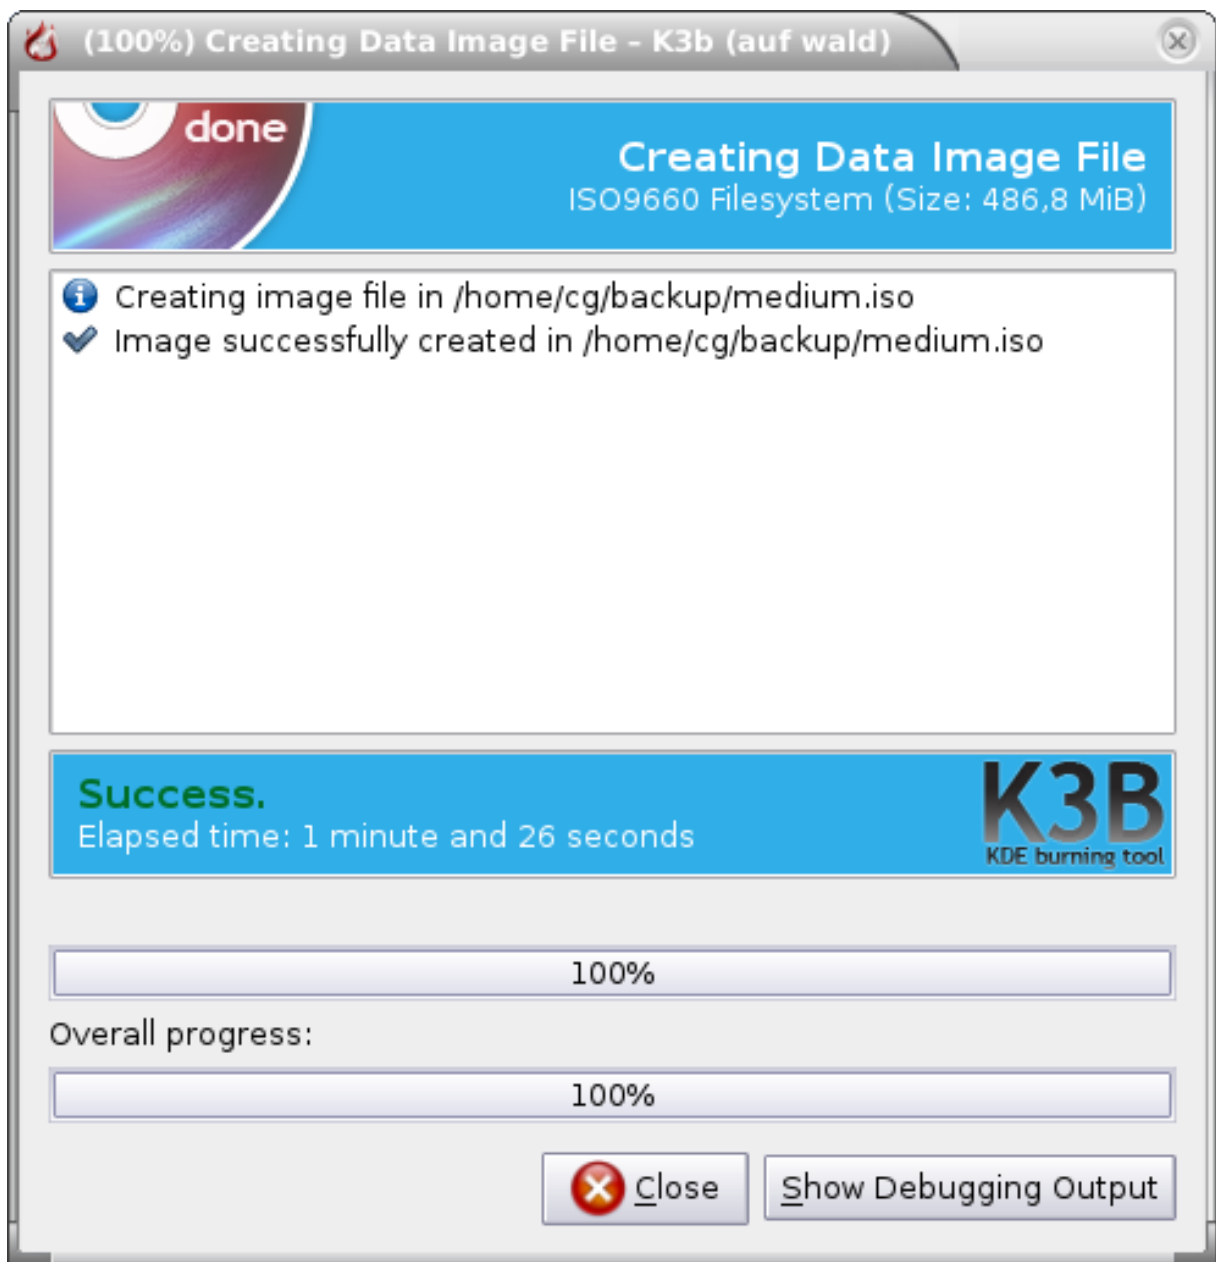 (100%) Creating Data Image File – K3b (auf wald)
done
Creating Data Image File
ISO9660 Filesystem (Size: 486,8 MiB)
Creating image file in /home/cg/backup/medium.iso
Image successfully created in /home/cg/backup/medium.iso
Success.
Elapsed time: 1 minute and 26 seconds
K3B
KDE burning tool
100%
Overall progress:
100%
Close
Show Debugging Output